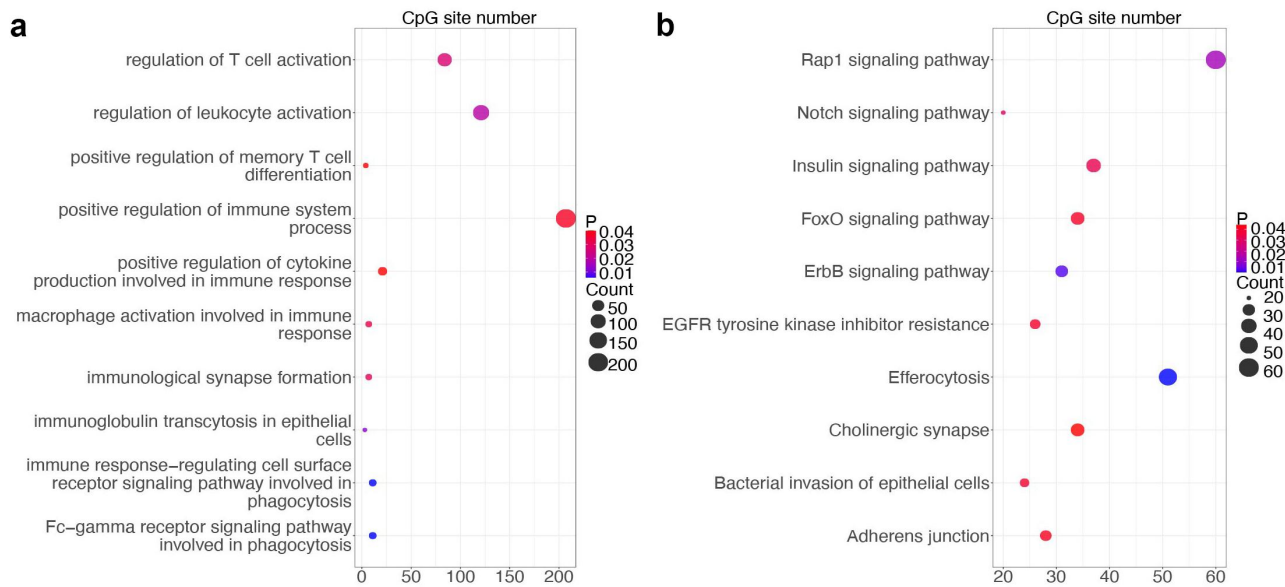 a
CpG site number
regulation of T cell activation
regulation of leukocyte activation
positive regulation of memory T cell
differentiation
positive regulation of immune system
process
positive regulation of cytokine
production involved in immune response
macrophage activation involved in immune
response
immunological synapse formation
immunoglobulin transcytosis in epithelial
cells
immune response−regulating cell surface
receptor signaling pathway involved in
phagocytosis
Fc−gamma receptor signaling pathway
involved in phagocytosis
0 50 100 150 200
P
0.04
0.03
0.02
0.01
Count
50
100
150
200
b
CpG site number
Rap1 signaling pathway
Notch signaling pathway
Insulin signaling pathway
FoxO signaling pathway
ErbB signaling pathway
EGFR tyrosine kinase inhibitor resistance
Efferocytosis
Cholinergic synapse
Bacterial invasion of epithelial cells
Adherens junction
20 30 40 50 60
P
0.04
0.03
0.02
0.01
Count
20
30
40
50
60